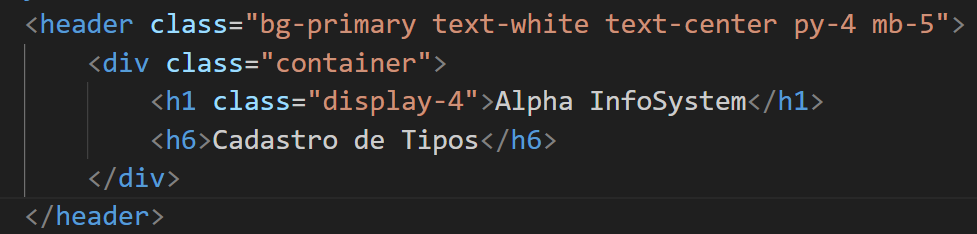 <header class="bg-primary text-white text-center py-4 mb-5">
<div class="container">
<h1 class="display-4">Alpha InfoSystem</h1>
<h6>Cadastro de Tipos</h6>
</div>
</header>